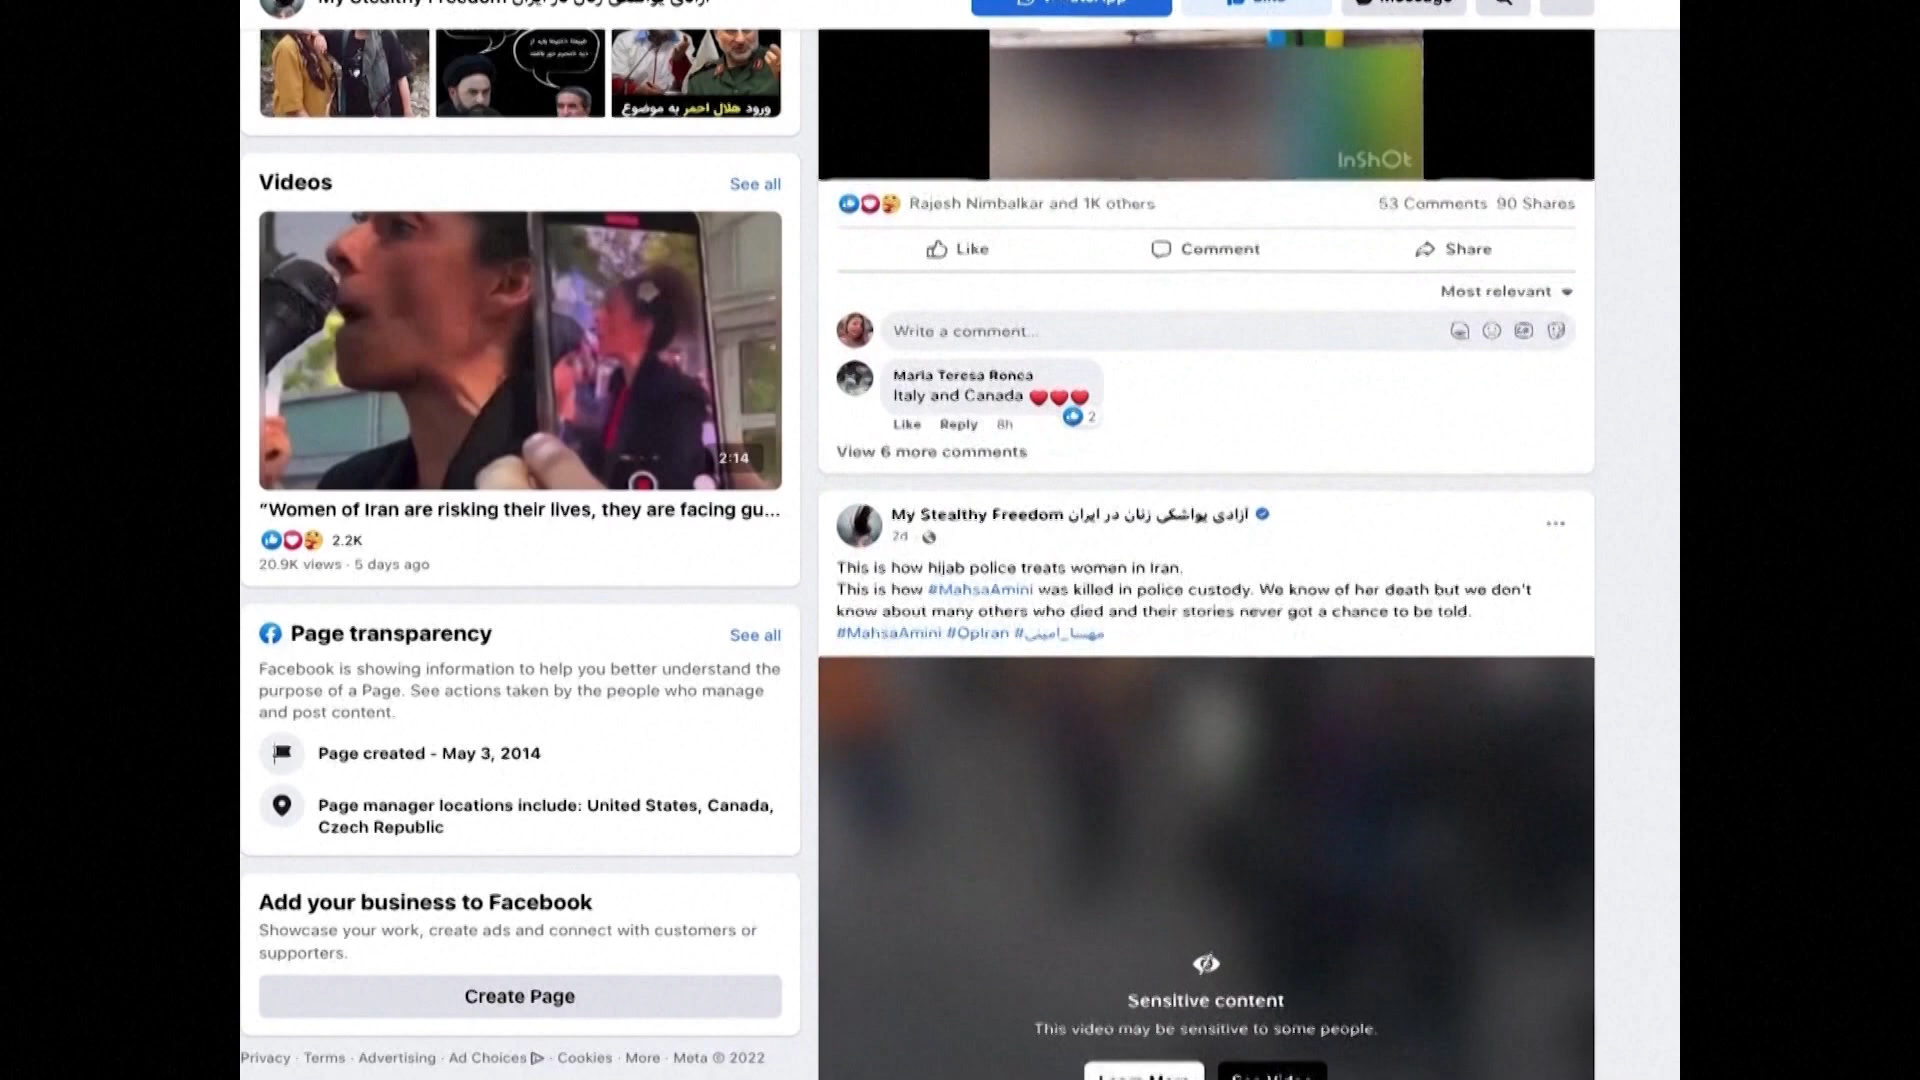 My Stealthy Freedom آزادی یواشکی زنان در ایران
WhatsApp
Like
Message
ورود هلال احمر به موضوع
Videos
See all
2:14
“Women of Iran are risking their lives, they are facing gu...
2.2K
20.9K views · 5 days ago
Page transparency
See all
Facebook is showing information to help you better understand the
purpose of a Page. See actions taken by the people who manage
and post content.
Page created - May 3, 2014
Page manager locations include: United States, Canada,
Czech Republic
Add your business to Facebook
Showcase your work, create ads and connect with customers or
supporters.
Create Page
Privacy · Terms · Advertising · Ad Choices · Cookies · More · Meta © 2022
InShOt
Rajesh Nimbalkar and 1K others
53 Comments 90 Shares
Like
Comment
Share
Most relevant
Write a comment...
Maria Teresa Ronca
Italy and Canada
2
Like Reply 8h
View 6 more comments
My Stealthy Freedom آزادی یواشکی زنان در ایران
2d
This is how hijab police treats women in Iran.
This is how #MahsaAmini was killed in police custody. We know of her death but we don't
know about many others who died and their stories never got a chance to be told.
#MahsaAmini #OpIran #مهسا_امینی
Sensitive content
This video may be sensitive to some people.
Learn More
See Video